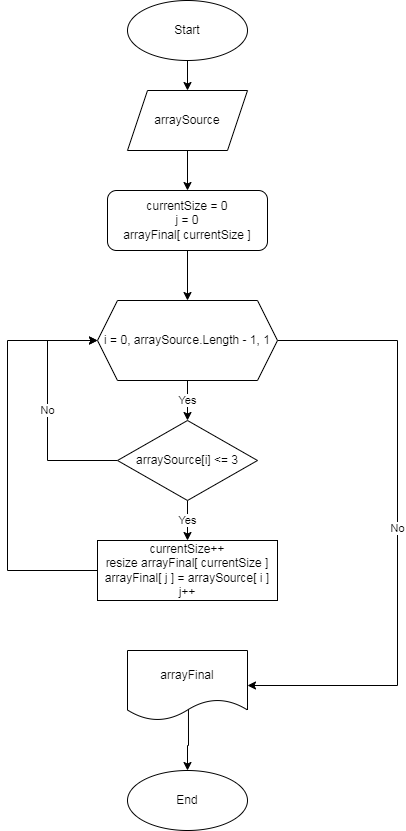 Start
arraySource
currentSize = 0
j = 0
arrayFinal[ currentSize ]
i = 0, arraySource.Length - 1, 1
Yes
No
arraySource[i] <= 3
Yes
No
currentSize++
resize arrayFinal[ currentSize ]
arrayFinal[ j ] = arraySource[ i ]
j++
arrayFinal
End